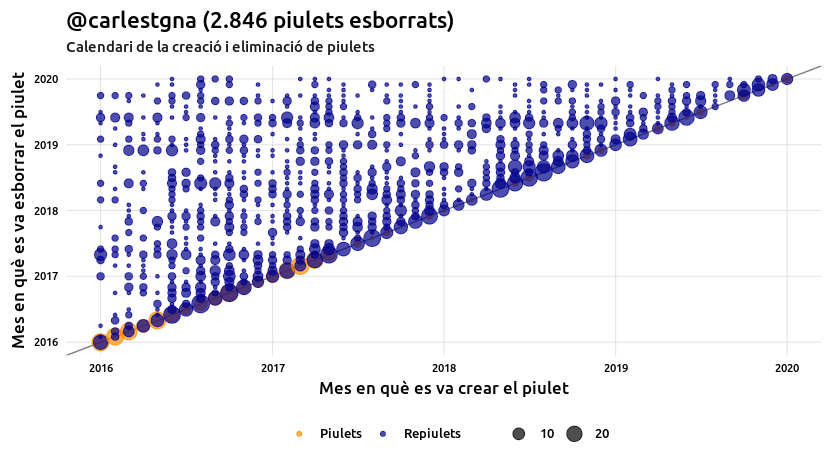 @carlestgna (2.846 piulets esborrats)
Calendari de la creació i eliminació de piulets
Mes en què es va esborrar el piulet
2020
2019
2018
2017
2016
2016 2017 2018 2019 2020
Mes en què es va crear el piulet
Piulets Repiulets 10 20